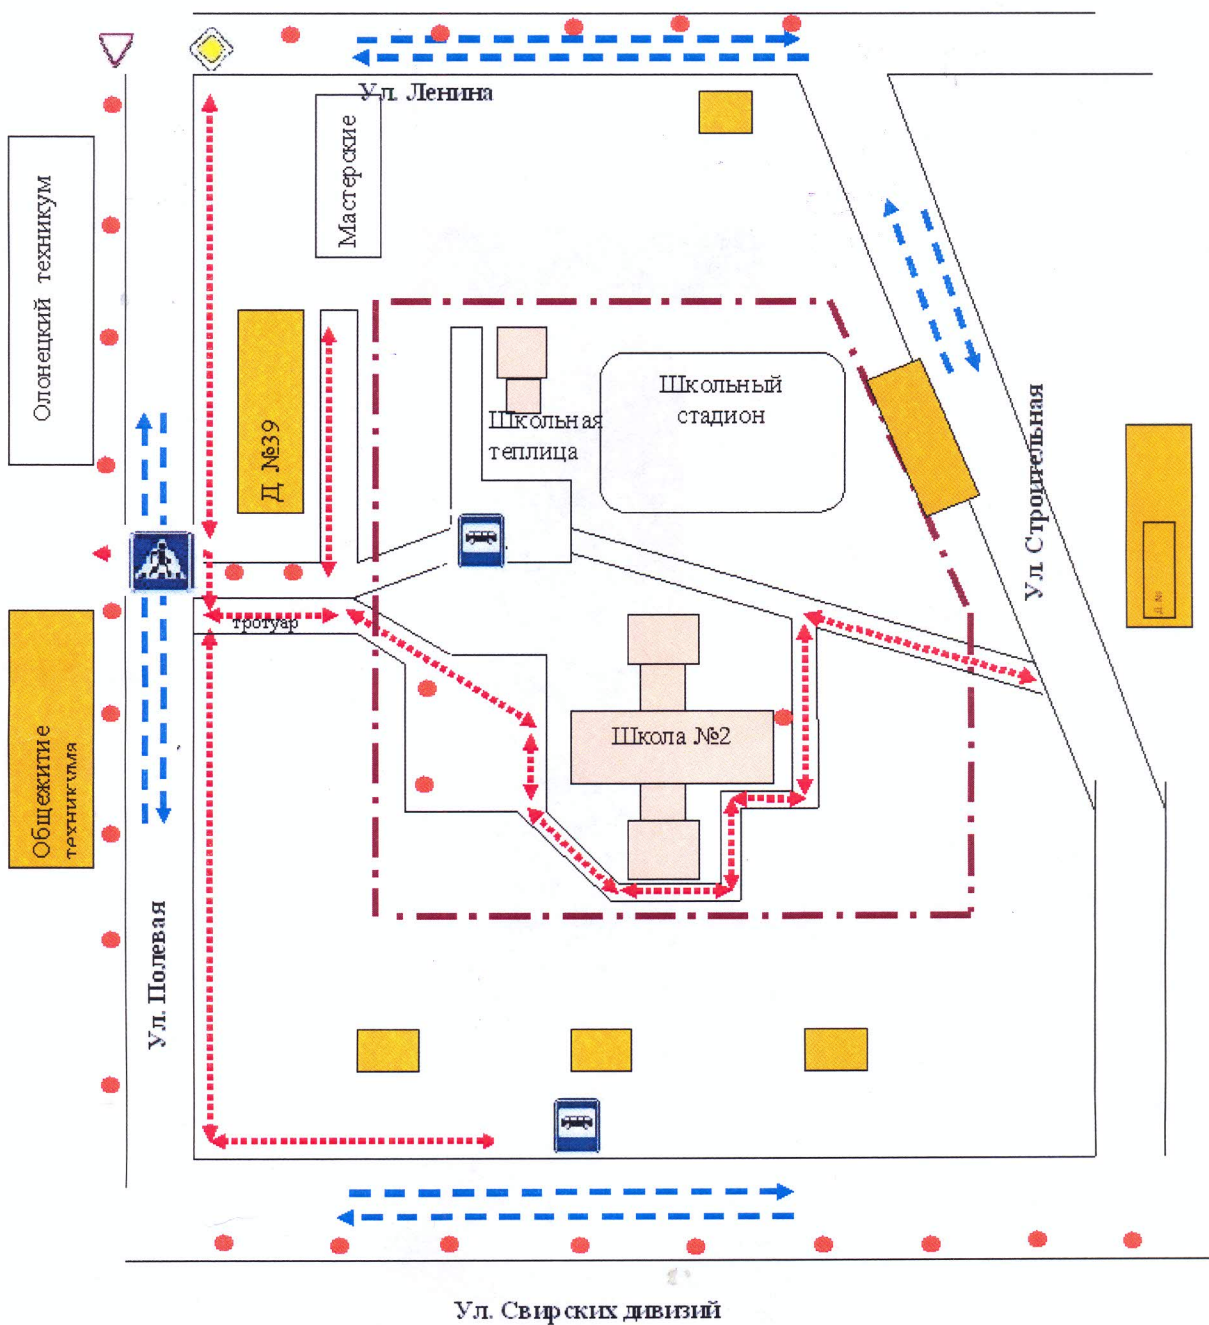 Ул. Ленина
Мастерские
Олонецкий техникум
Д №39
Школьная
теплица
Школьный
стадион
Ул. Строительная
Д №
тротуар
Школа №2
Общежитие
техникума
Ул. Полевая
Ул. Свирских дивизий